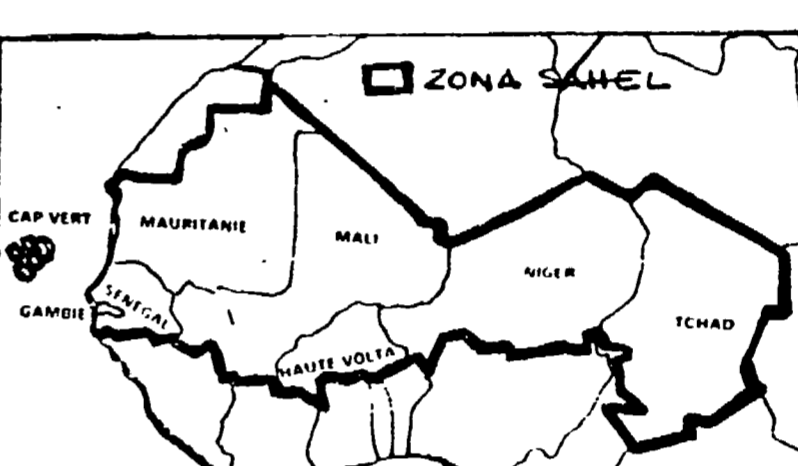 ZONA SAHEL
CAP VERT
MAURITANIE
MALI
NIGER
GAMBIE
SENEGAL
TCHAD
HAUTE VOLTA